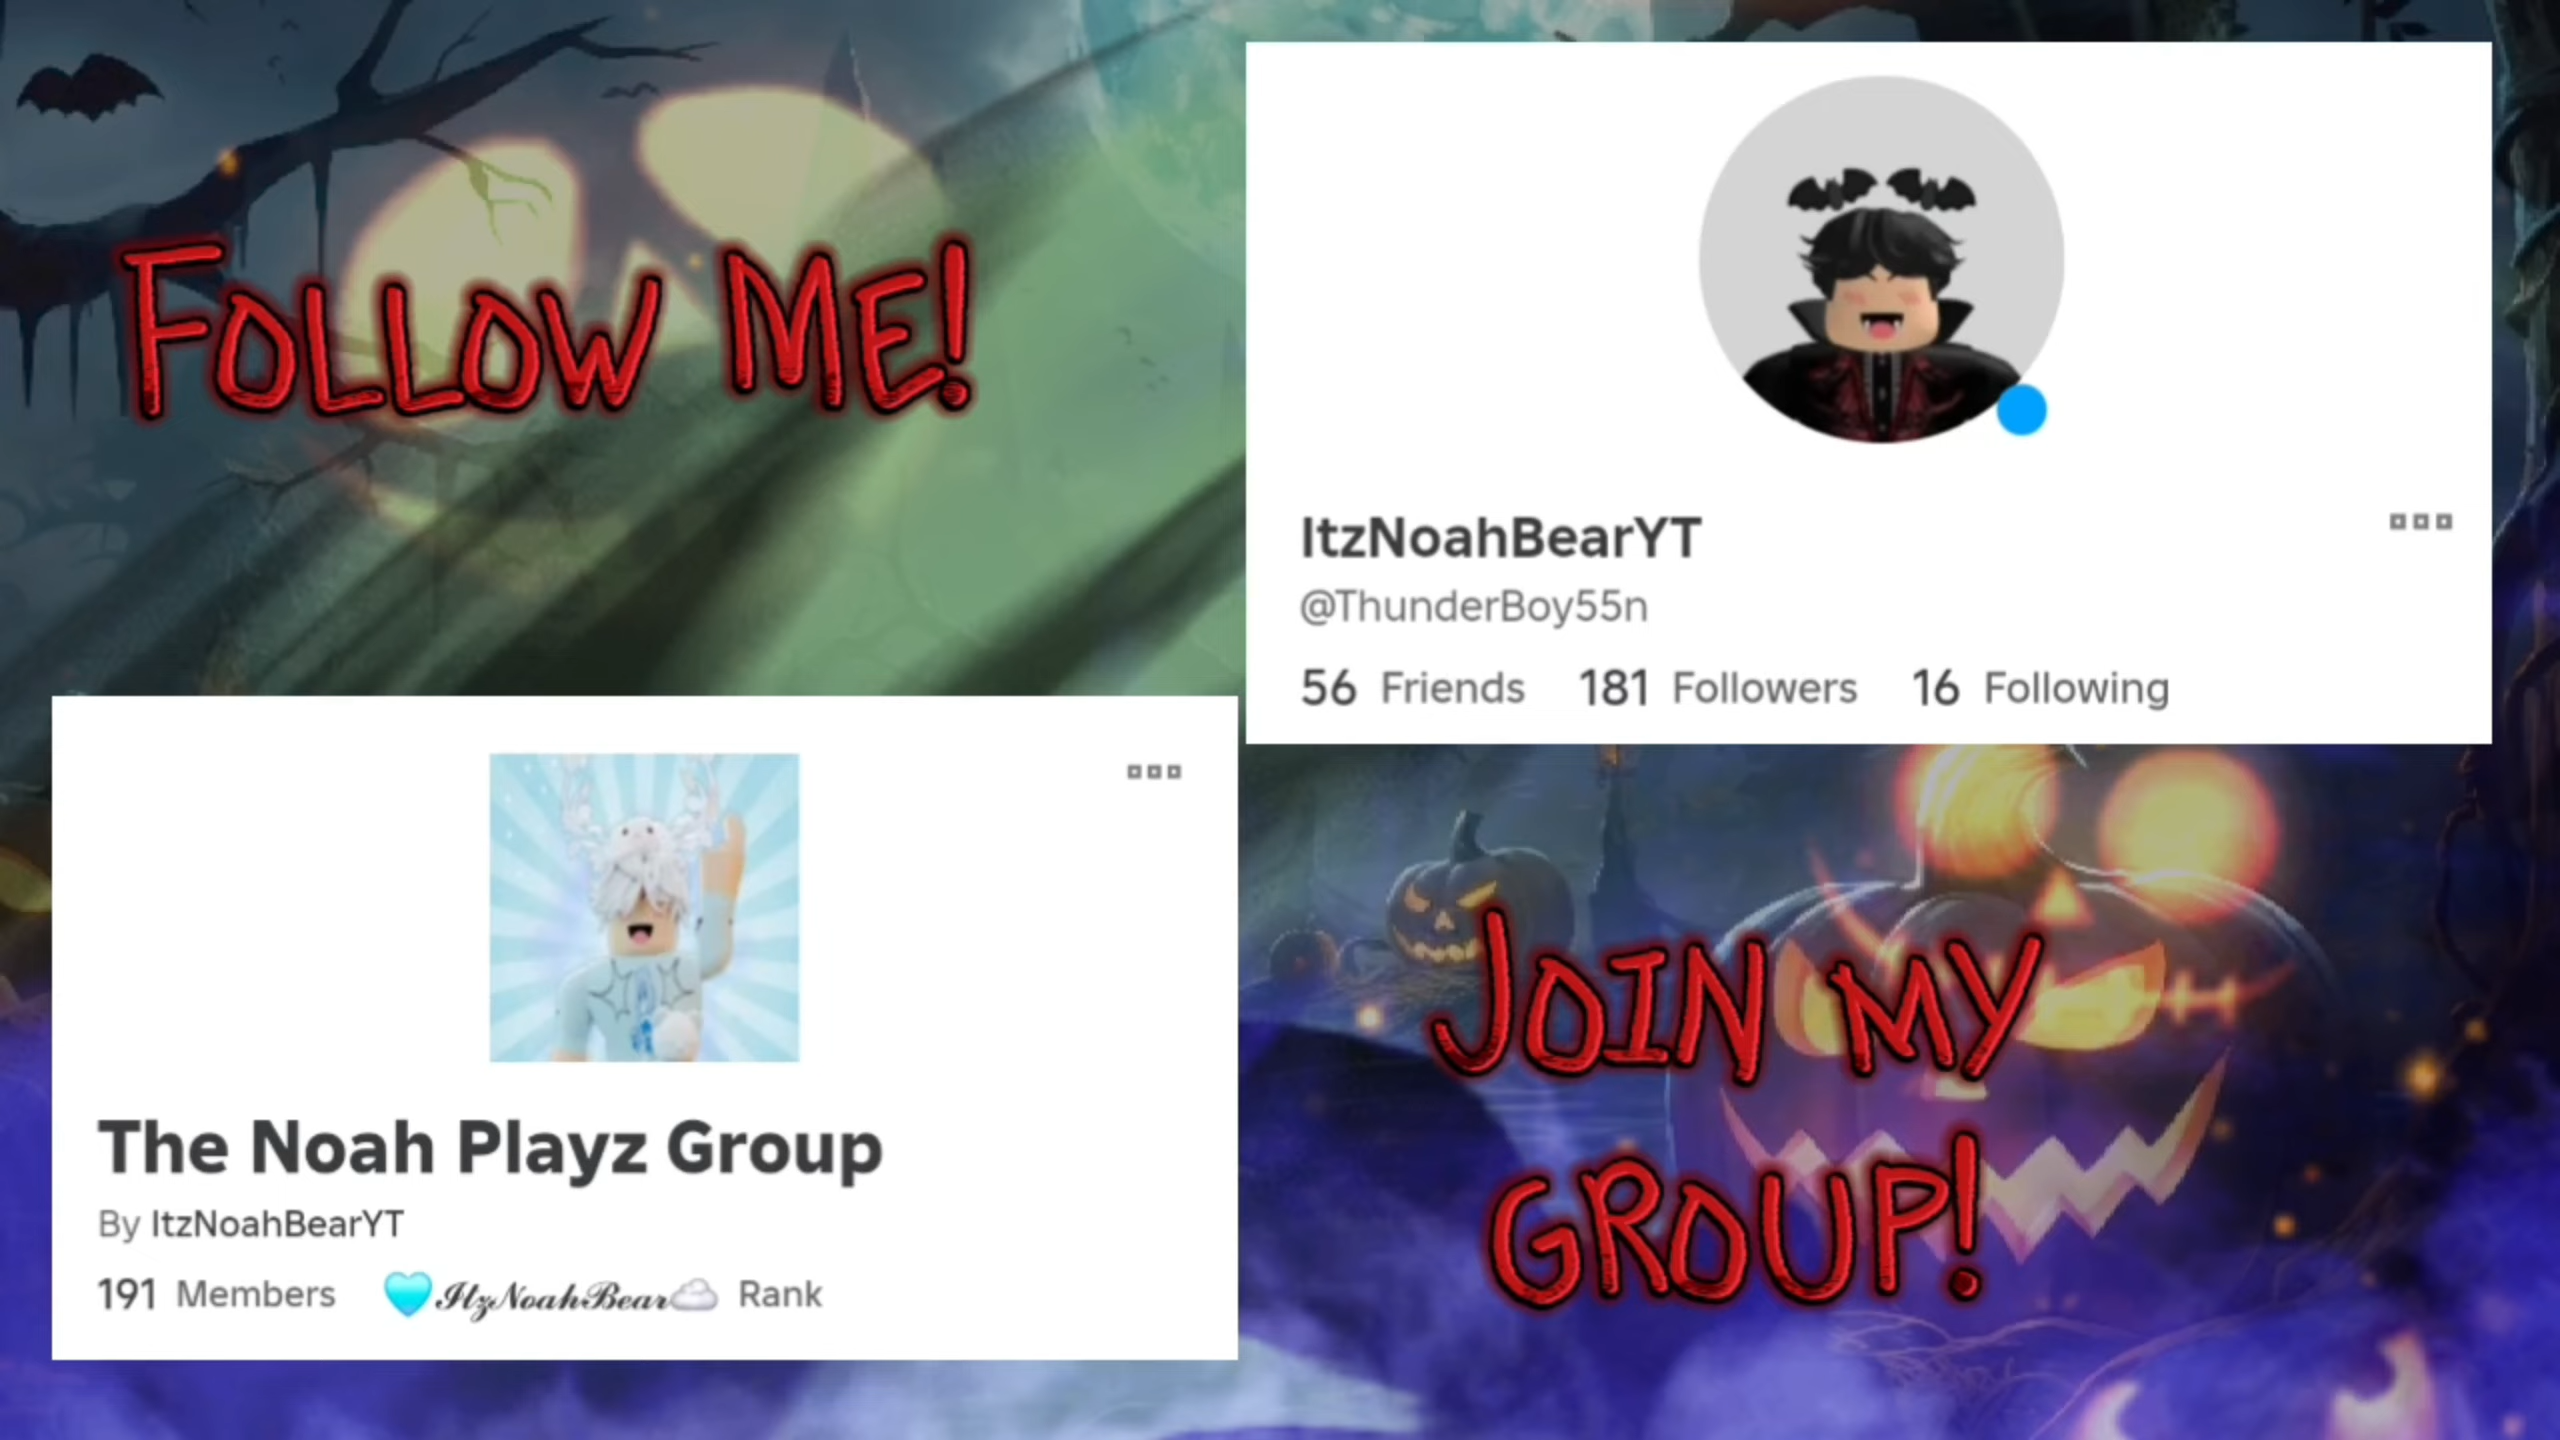 FOLLOW ME!
ItzNoahBearYT
@ThunderBoy55n
56 Friends 181 Followers 16 Following
The Noah Playz Group
By ItzNoahBearYT
191 Members 🩵𝓘𝓽𝔃𝓝𝓸𝓪𝓱𝓑𝓮𝓪𝓻☁️ Rank
JOIN MY
GROUP!